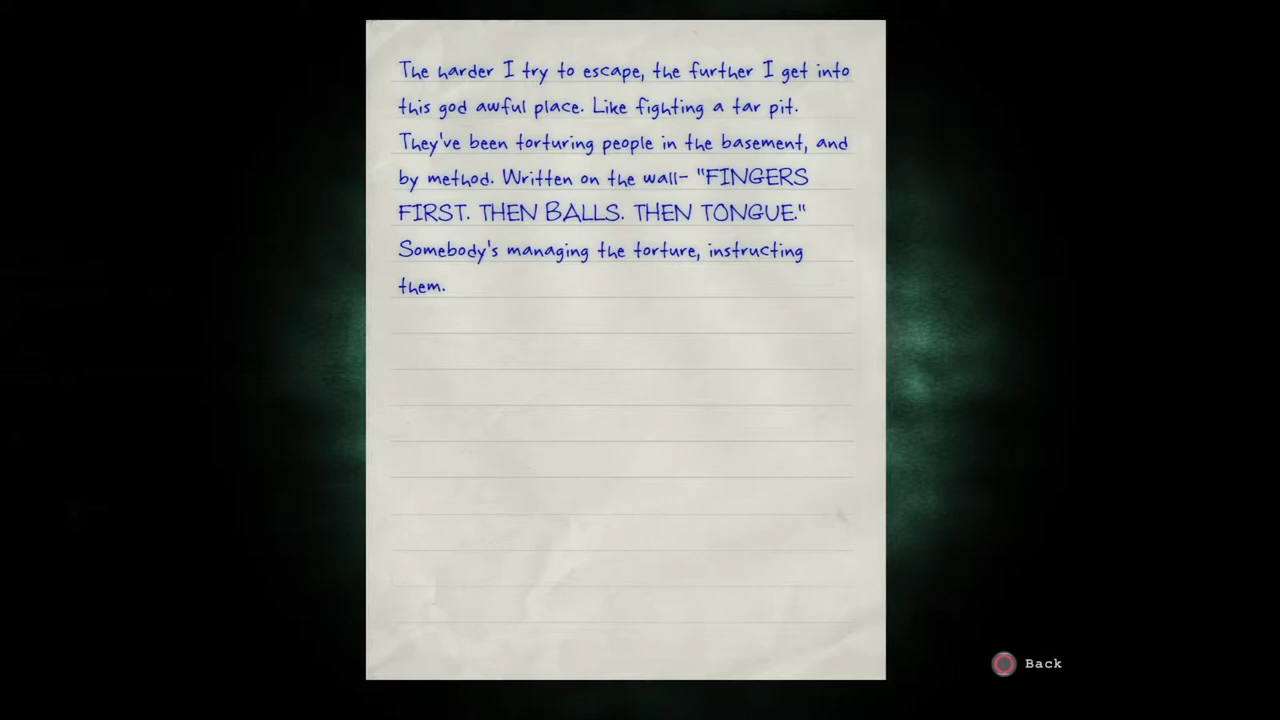 The harder I try to escape, the further I get into
this god awful place. Like fighting a tar pit.
They've been torturing people in the basement, and
by method. Written on the wall- "FINGERS
FIRST. THEN BALLS. THEN TONGUE."
Somebody's managing the torture, instructing
them.
Back